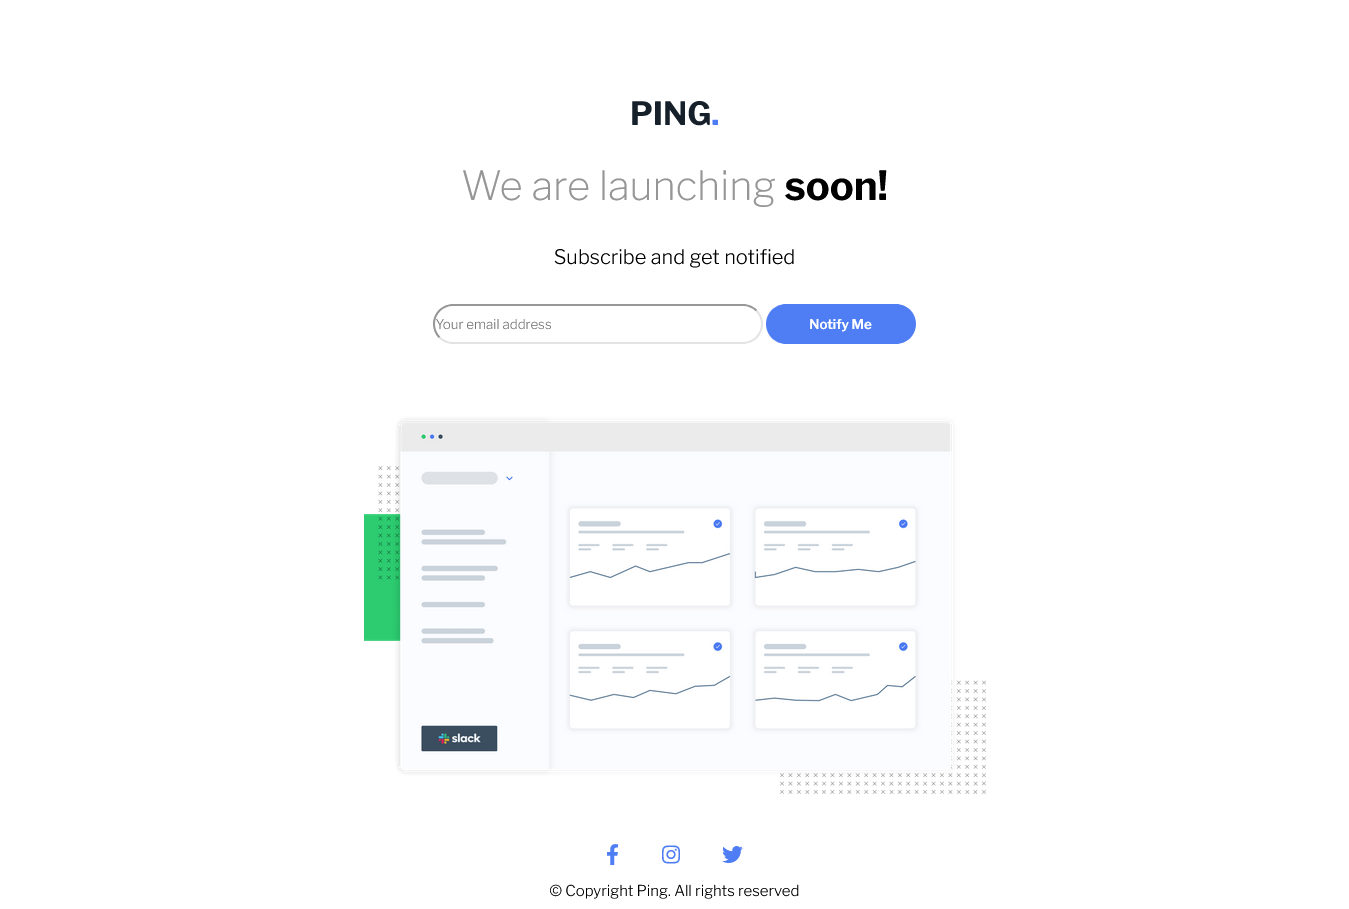 PING.
We are launching soon!
Subscribe and get notified
Your email address
Notify Me
slack
© Copyright Ping. All rights reserved